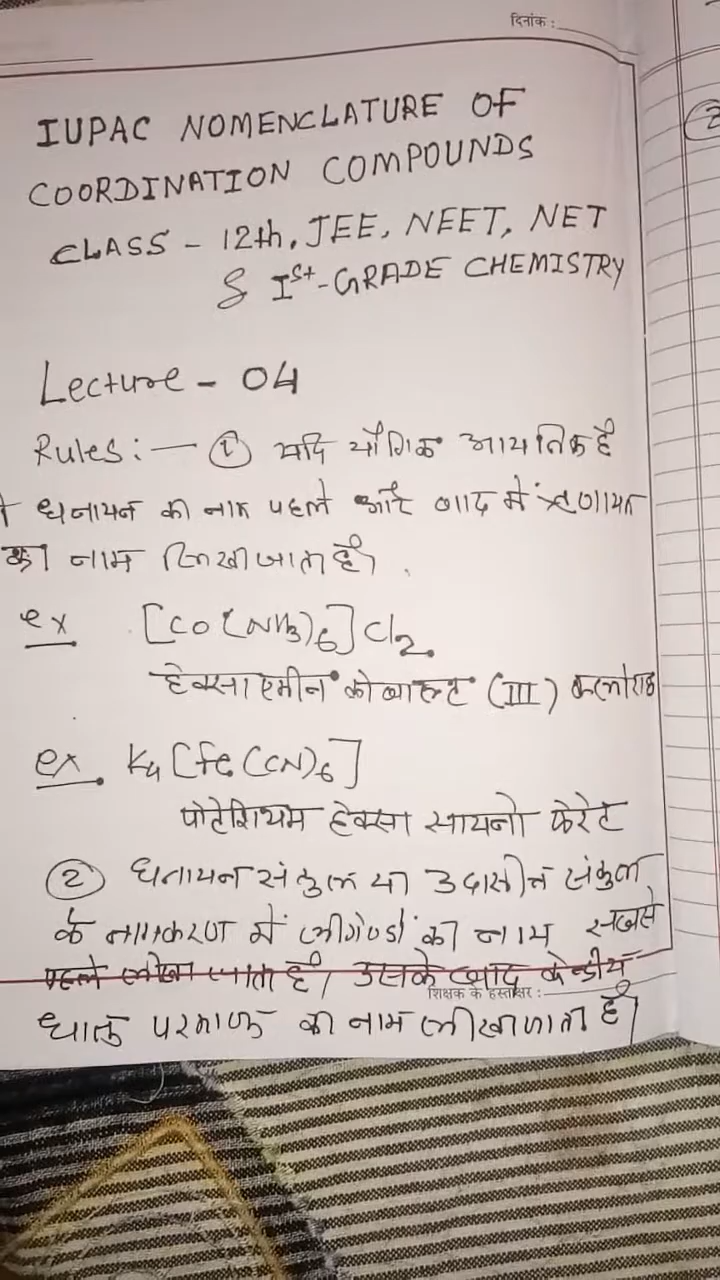 दिनांक :
IUPAC NOMENCLATURE OF
COORDINATION COMPOUNDS
CLASS - 12th, JEE, NEET, NET
& Ist-GRADE CHEMISTRY
Lecture - 04
Rules: — ① यदि यौगिक आयनिक है
धनायन का नाम पहले और बाद में ऋणायन
का नाम लिखा जाता है।
ex [CO(NH3)6]Cl2.
हेक्सा एमीन कोबाल्ट (III) क्लोराइड
ex. K4[Fe(CN)6]
पोटेशियम हेक्सा सायनो फेरेट
② धनायन संकुल या उदासीन संकुल
के नामकरण में लीगेण्डों का नाम सबसे
पहले लीखा जाता है। उसके बाद केन्द्रीय
शिक्षक के हस्ताक्षर :
धातु परमाणु का नाम लीखा जाता है।
2